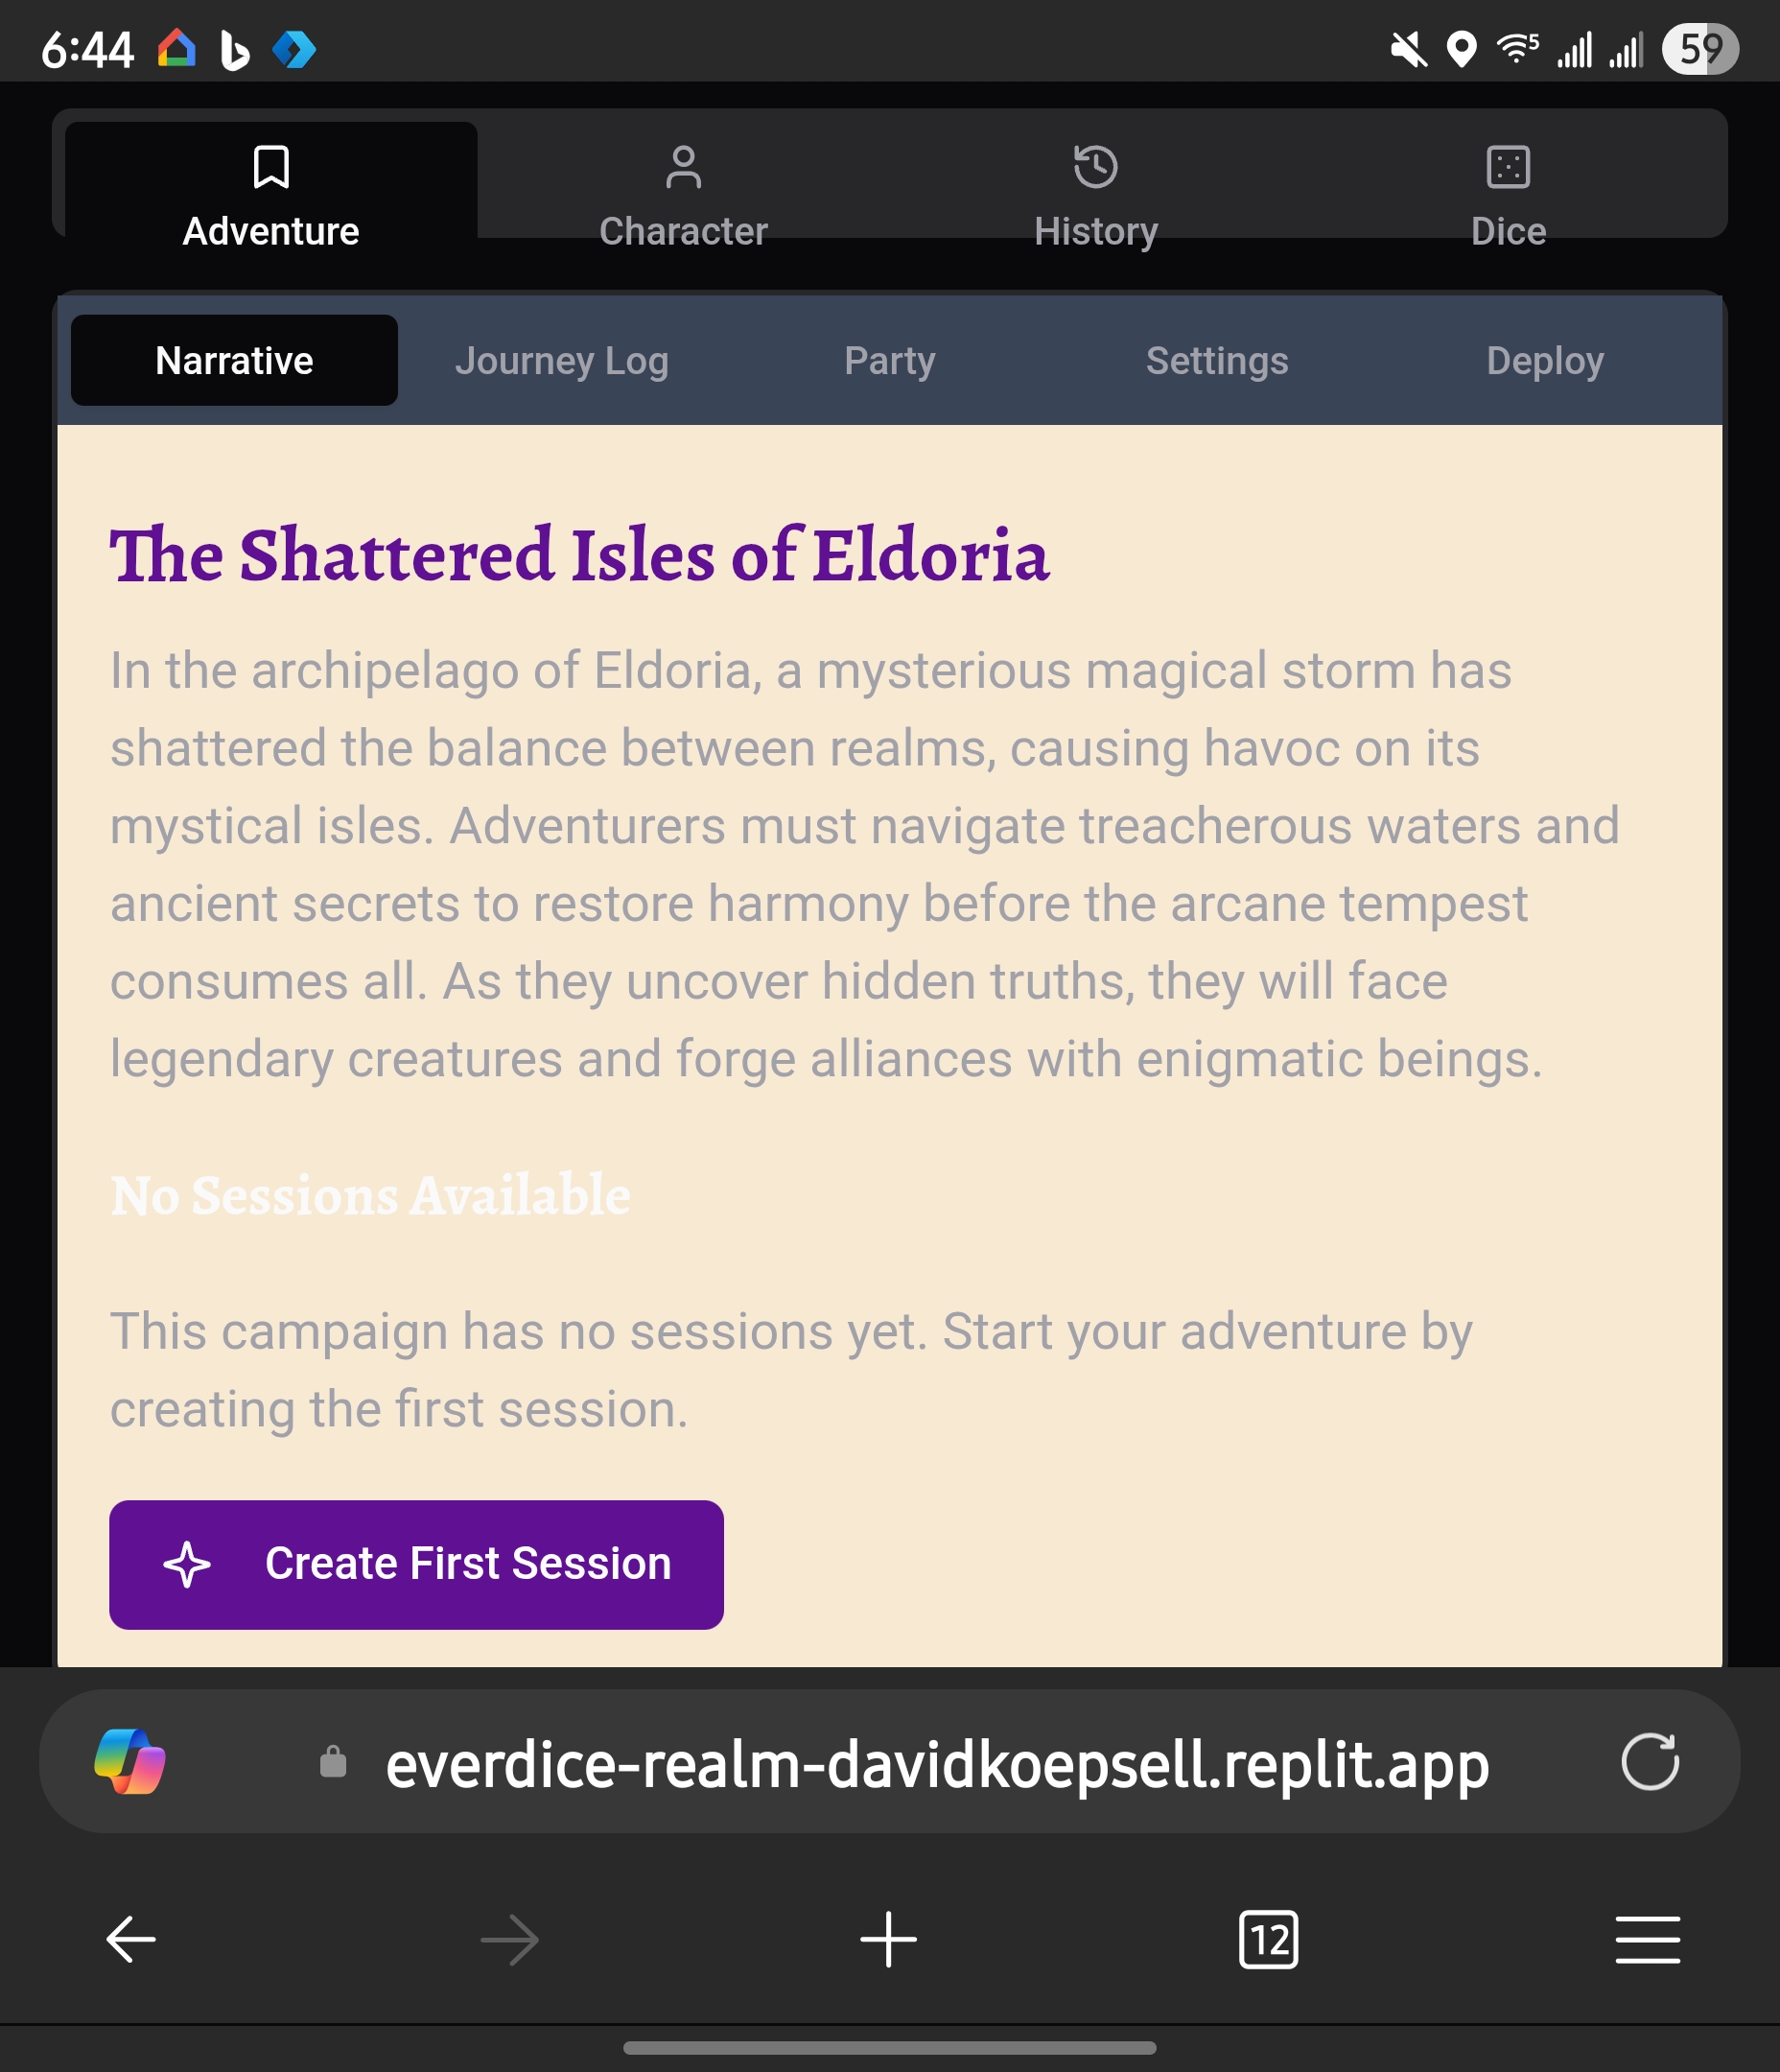 6:44
5
59
Adventure
Character
History
Dice
Narrative
Journey Log
Party
Settings
Deploy
The Shattered Isles of Eldoria
In the archipelago of Eldoria, a mysterious magical storm has
shattered the balance between realms, causing havoc on its
mystical isles. Adventurers must navigate treacherous waters and
ancient secrets to restore harmony before the arcane tempest
consumes all. As they uncover hidden truths, they will face
legendary creatures and forge alliances with enigmatic beings.
No Sessions Available
This campaign has no sessions yet. Start your adventure by
creating the first session.
Create First Session
everdice-realm-davidkoepsell.replit.app
12